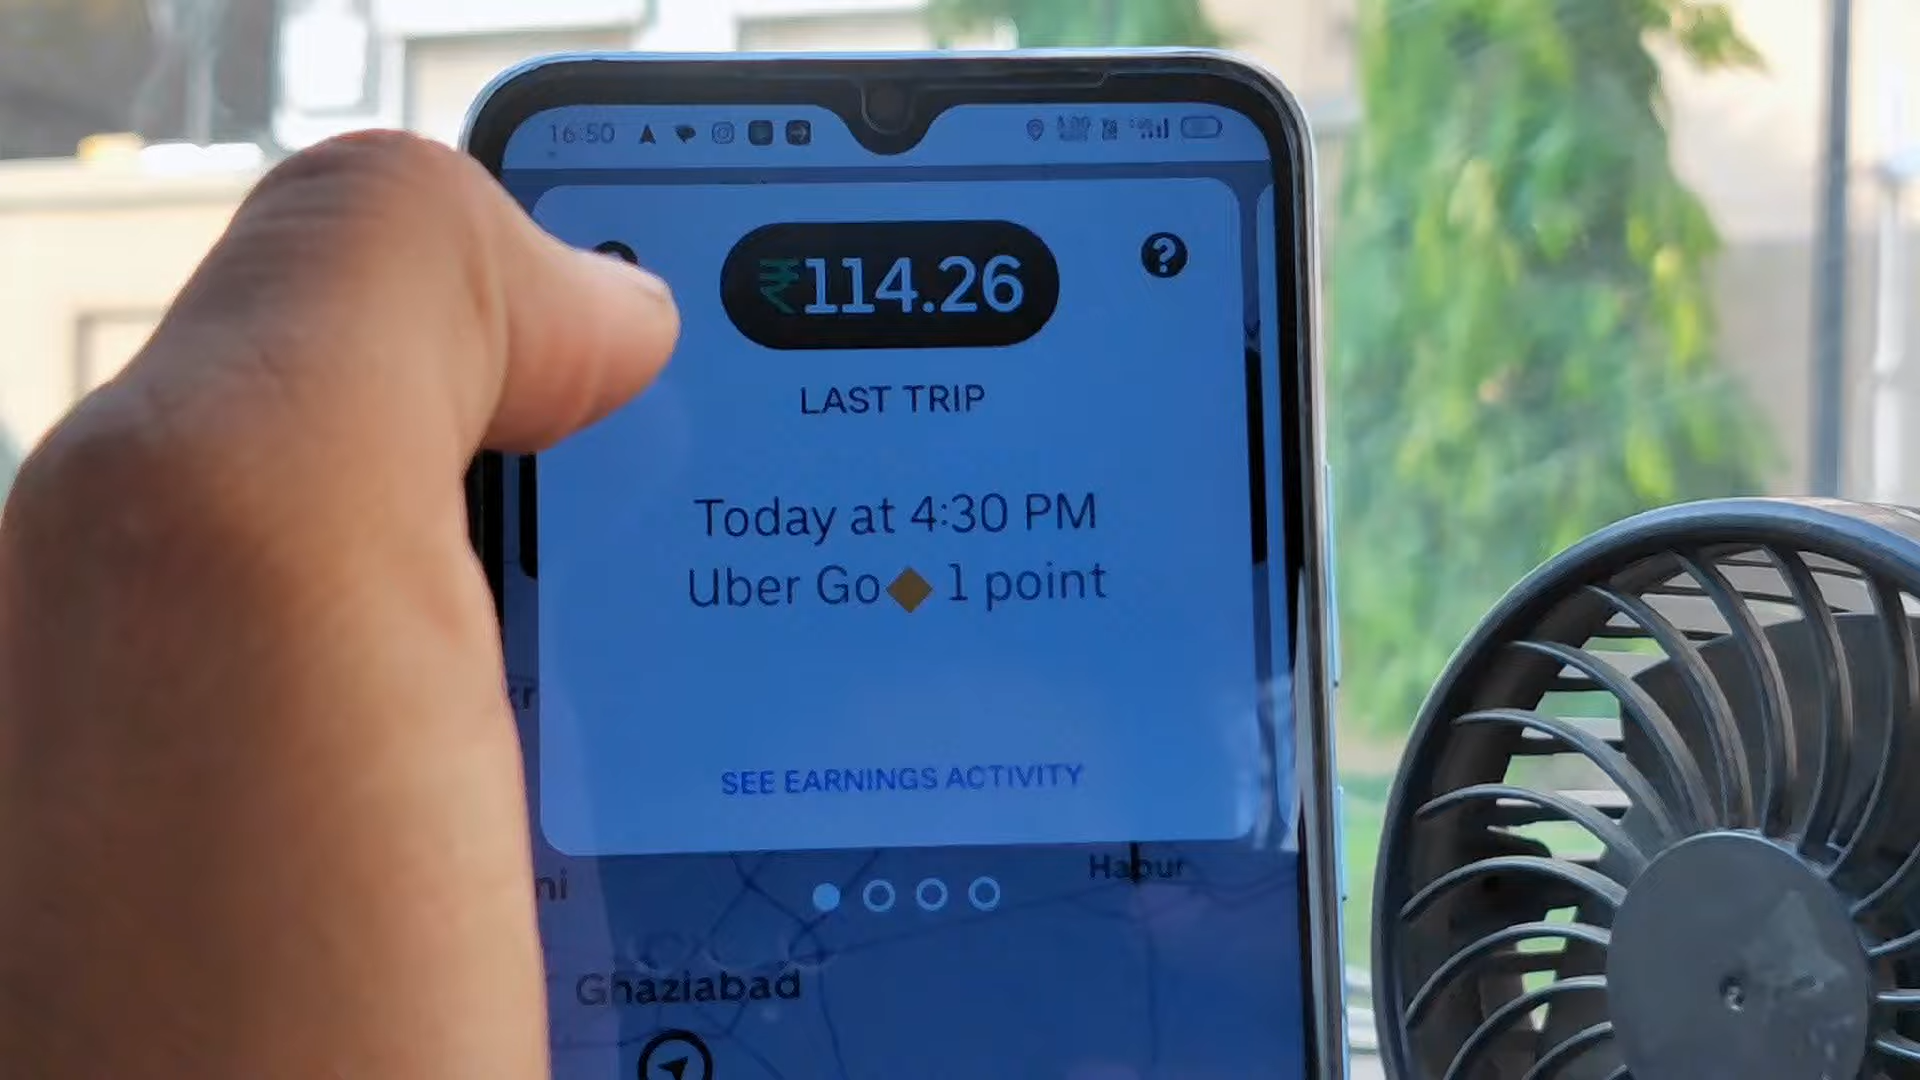 16:50
₹114.26
LAST TRIP
Today at 4:30 PM
Uber Go 1 point
SEE EARNINGS ACTIVITY
Hapur
Ghaziabad